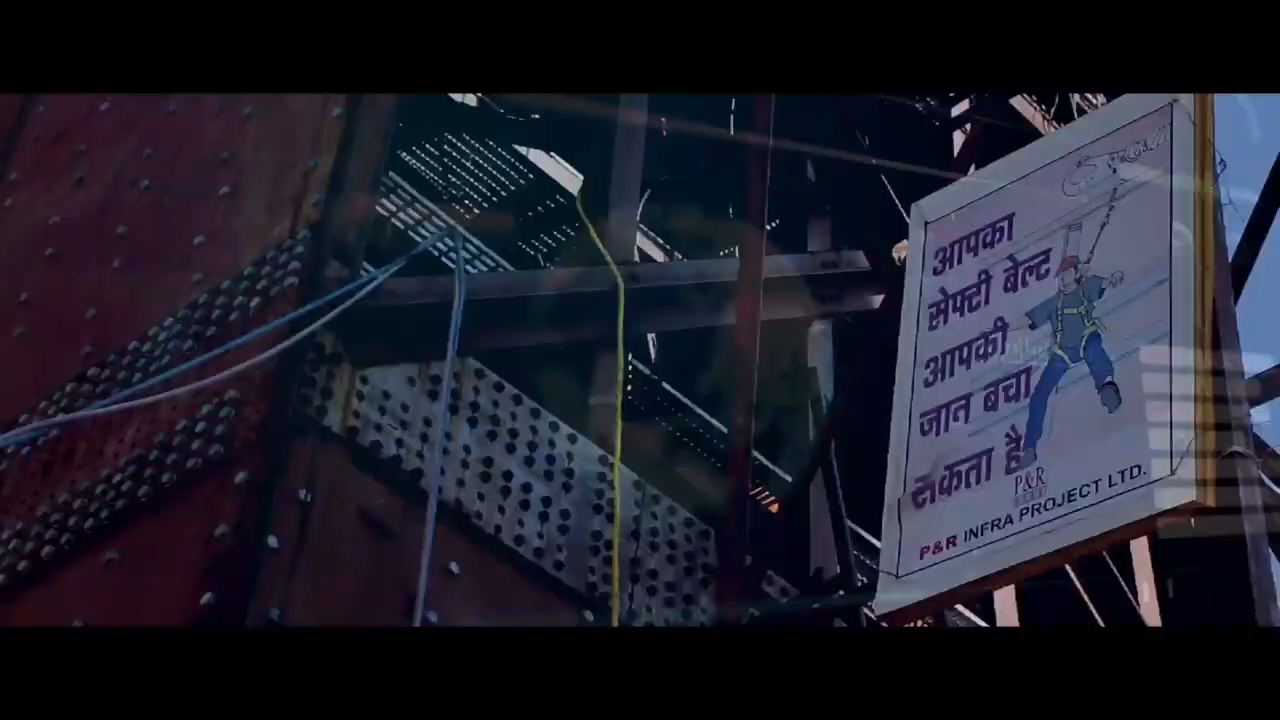 आपका
सेफ्टी बेल्ट
आपकी
जान बचा
सकता है
P&R
P&R INFRA PROJECT LTD.